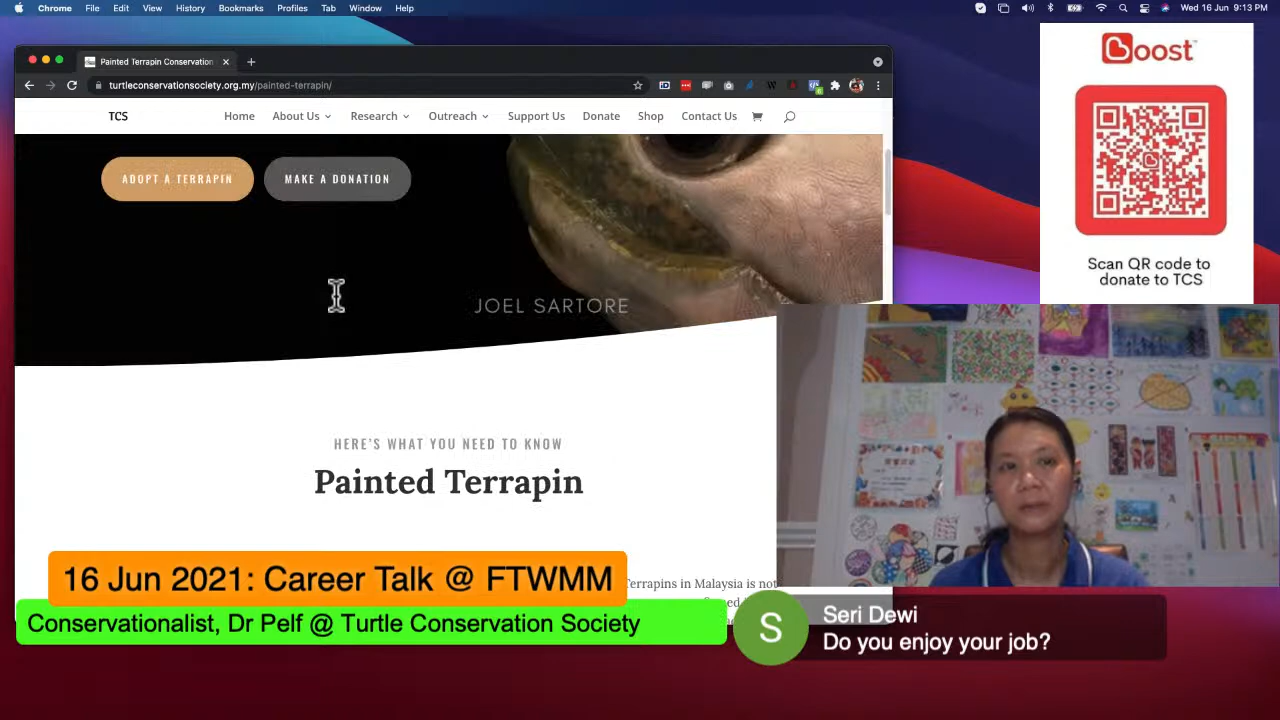 Chrome File Edit View History Bookmarks Profiles Tab Window Help Wed 16 Jun 9:13 PM
Painted Terrapin Conservation
turtleconservationsociety.org.my/painted-terrapin/
TCS Home About Us Research Outreach Support Us Donate Shop Contact Us
ADOPT A TERRAPIN MAKE A DONATION
JOEL SARTORE
HERE'S WHAT YOU NEED TO KNOW
Painted Terrapin
Terrapins in Malaysia is not
boost™
Scan QR code to
donate to TCS
16 Jun 2021: Career Talk @ FTWMM
Conservationalist, Dr Pelf @ Turtle Conservation Society
S
Seri Dewi
Do you enjoy your job?